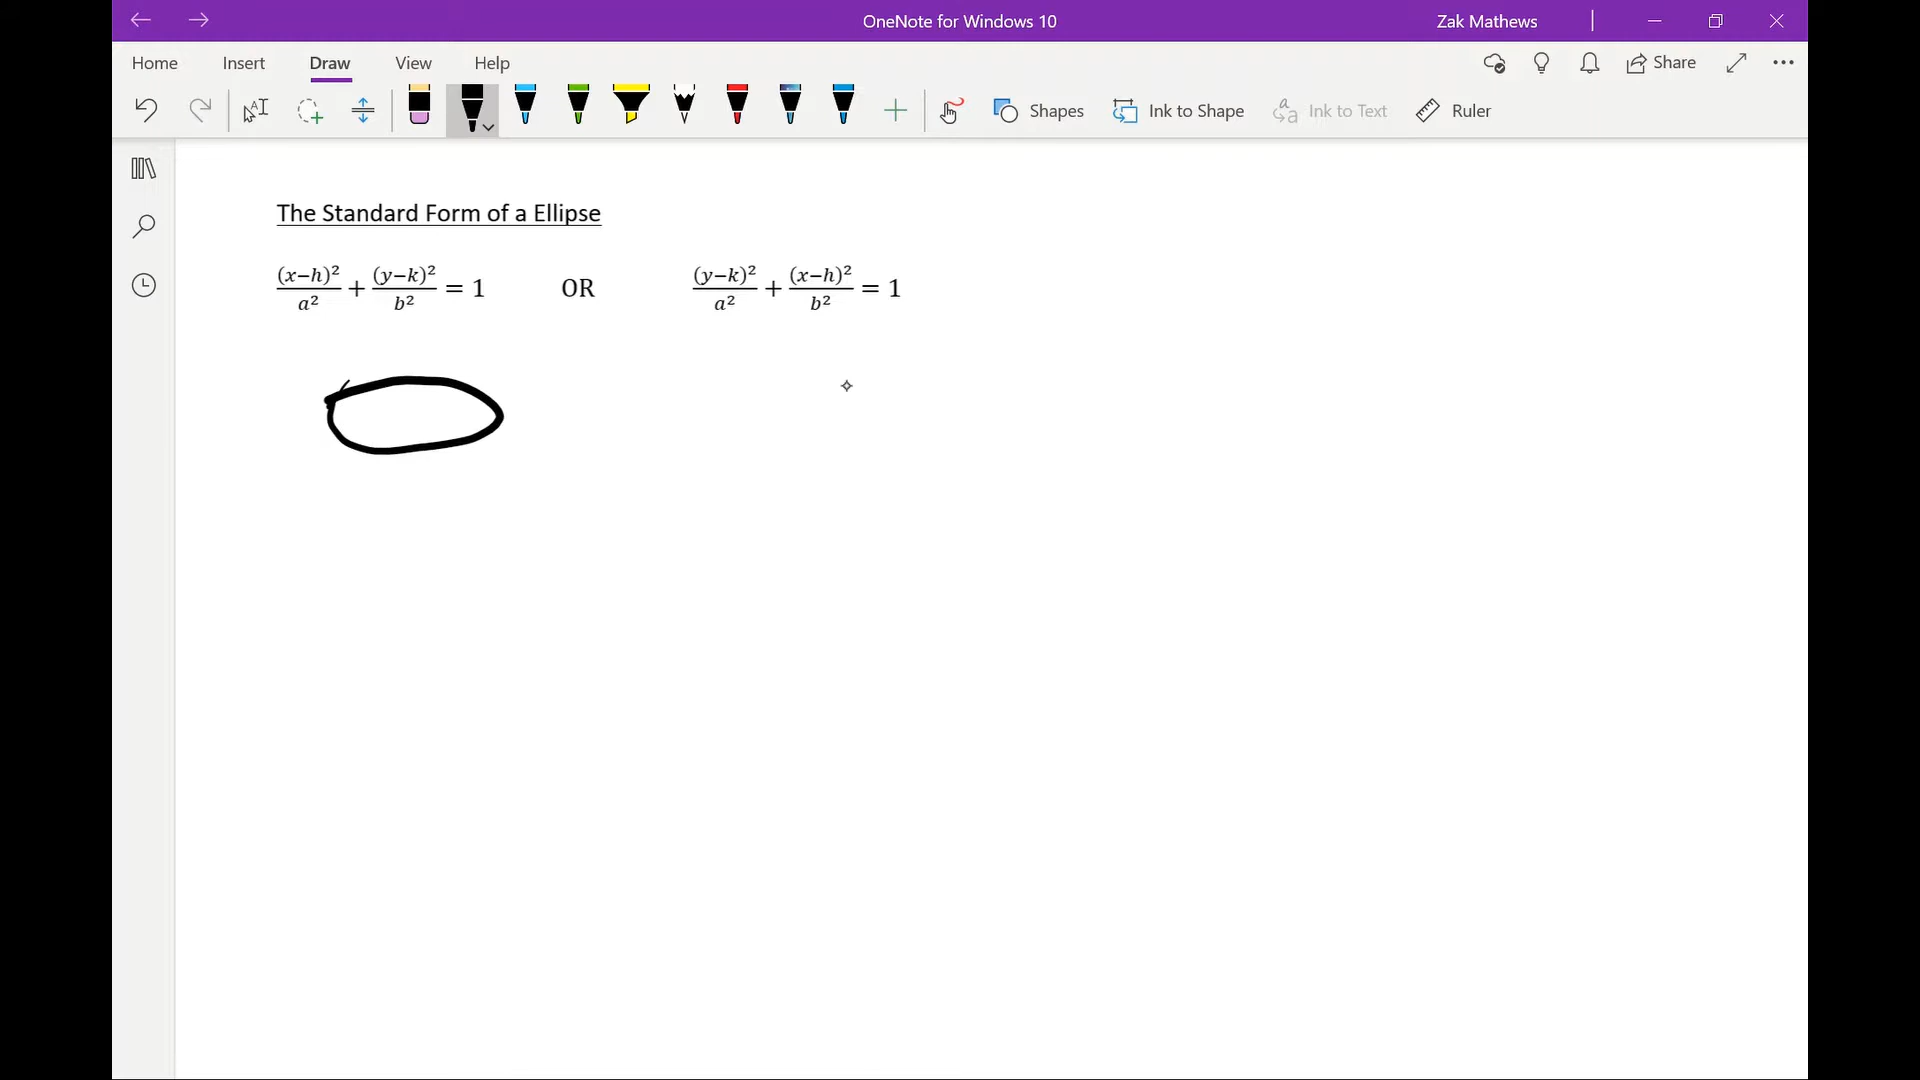 OneNote for Windows 10
Zak Mathews
Home Insert Draw View Help
Share
Shapes
Ink to Shape
Ink to Text
Ruler
The Standard Form of a Ellipse
(x−h)²/a² + (y−k)²/b² = 1 OR (y−k)²/a² + (x−h)²/b² = 1